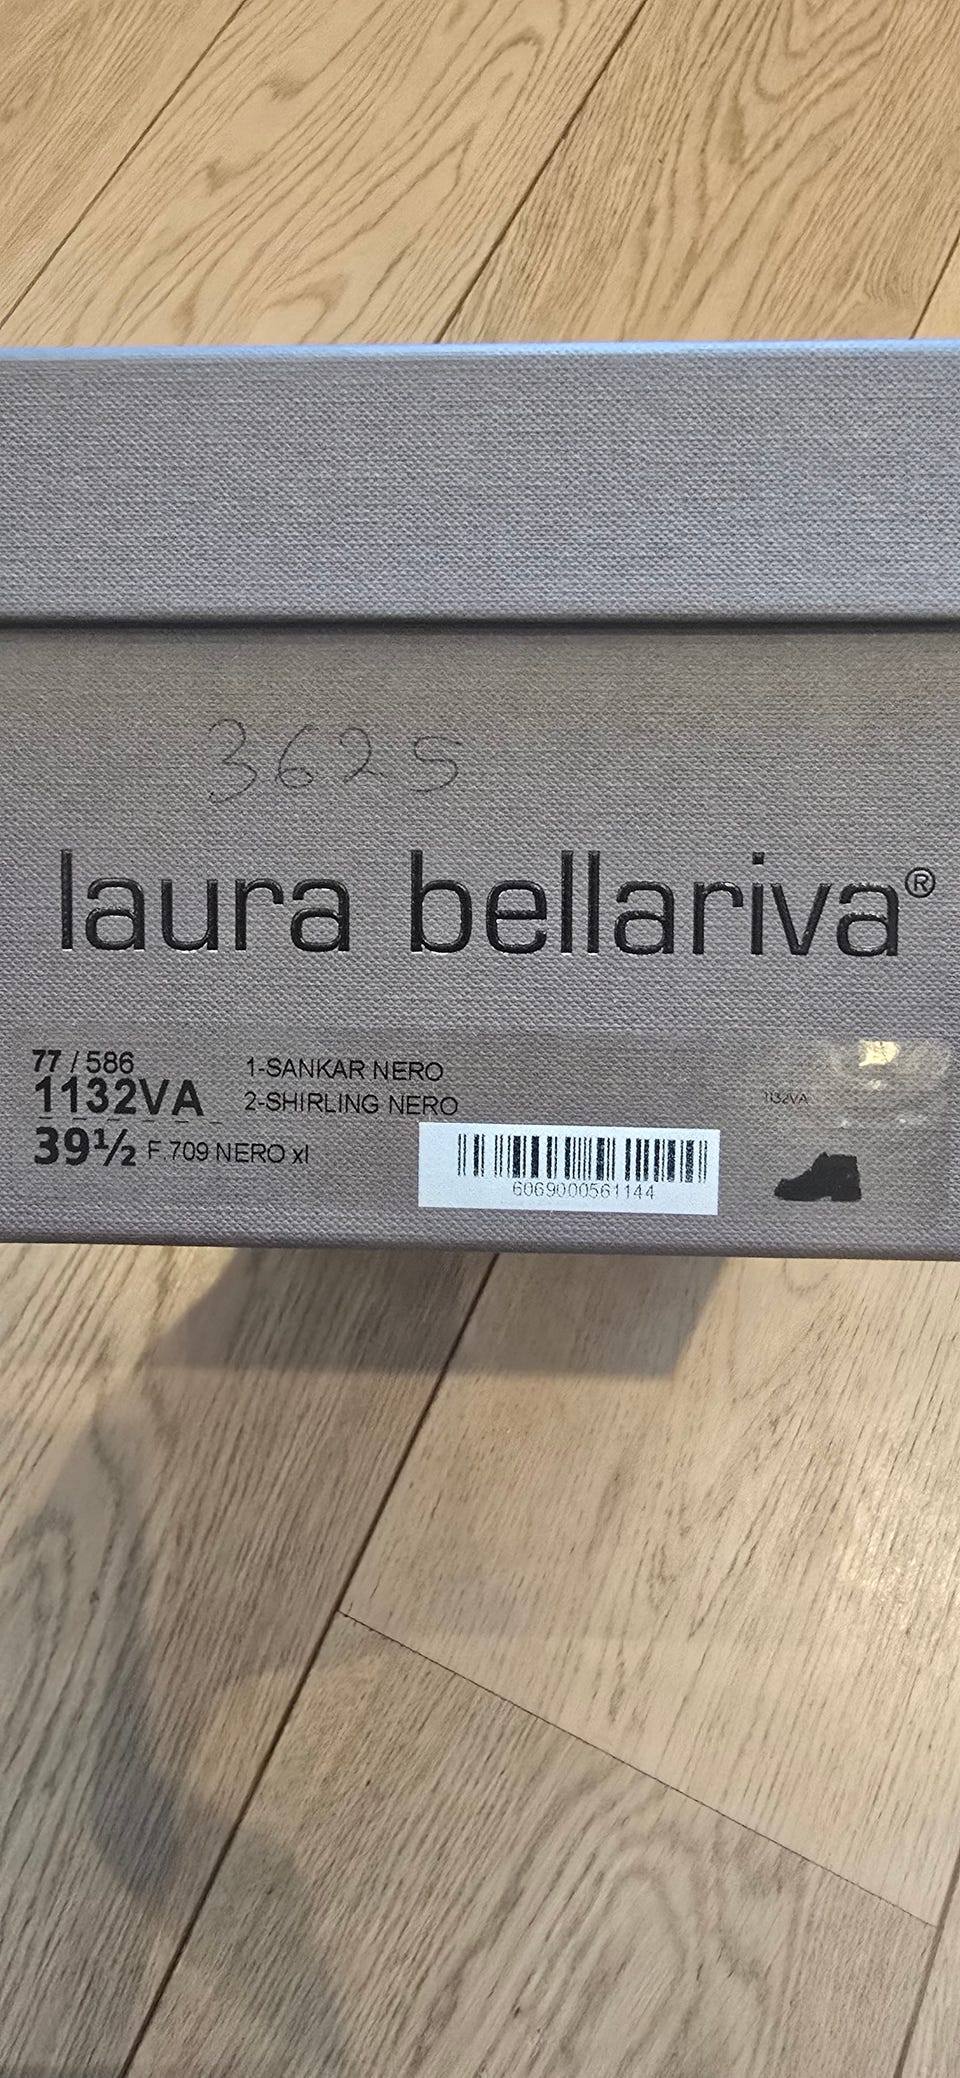 3625
laura bellariva®
77 / 586
1132VA
39½ F.709 NERO xl
1-SANKAR NERO
2-SHIRLING NERO
6069000561144
1132VA